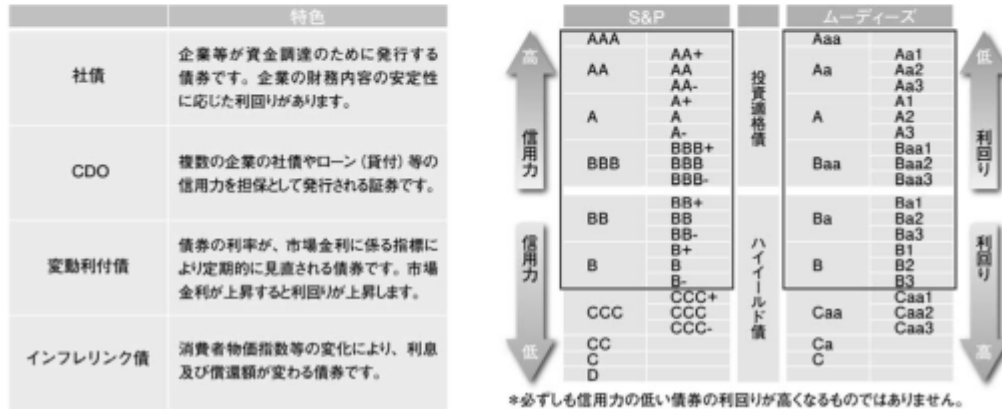 特色
社債
企業等が資金調達のために発行する
債券です。企業の財務内容の安定性
に応じた利回りがあります。
CDO
複数の企業の社債やローン（貸付）等の
信用力を担保として発行される証券です。
変動利付債
債券の利率が、市場金利に係る指標に
より定期的に見直される債券です。市場
金利が上昇すると利回りが上昇します。
インフレリンク債
消費者物価指数等の変化により、利息
及び償還額が変わる債券です。
S&P
ムーディーズ
高
信用力
信用力
低
AAA
AA
AA+
AA
AA-
A
A+
A
A-
BBB
BBB+
BBB
BBB-
BB
BB+
BB
BB-
B
B+
B
B-
CCC
CCC+
CCC
CCC-
CC
C
D
投資適格債
ハイイールド債
Aaa
Aa
Aa1
Aa2
Aa3
A
A1
A2
A3
Baa
Baa1
Baa2
Baa3
Ba
Ba1
Ba2
Ba3
B
B1
B2
B3
Caa
Caa1
Caa2
Caa3
Ca
C
低
利回り
利回り
高
*必ずしも信用力の低い債券の利回りが高くなるものではありません。